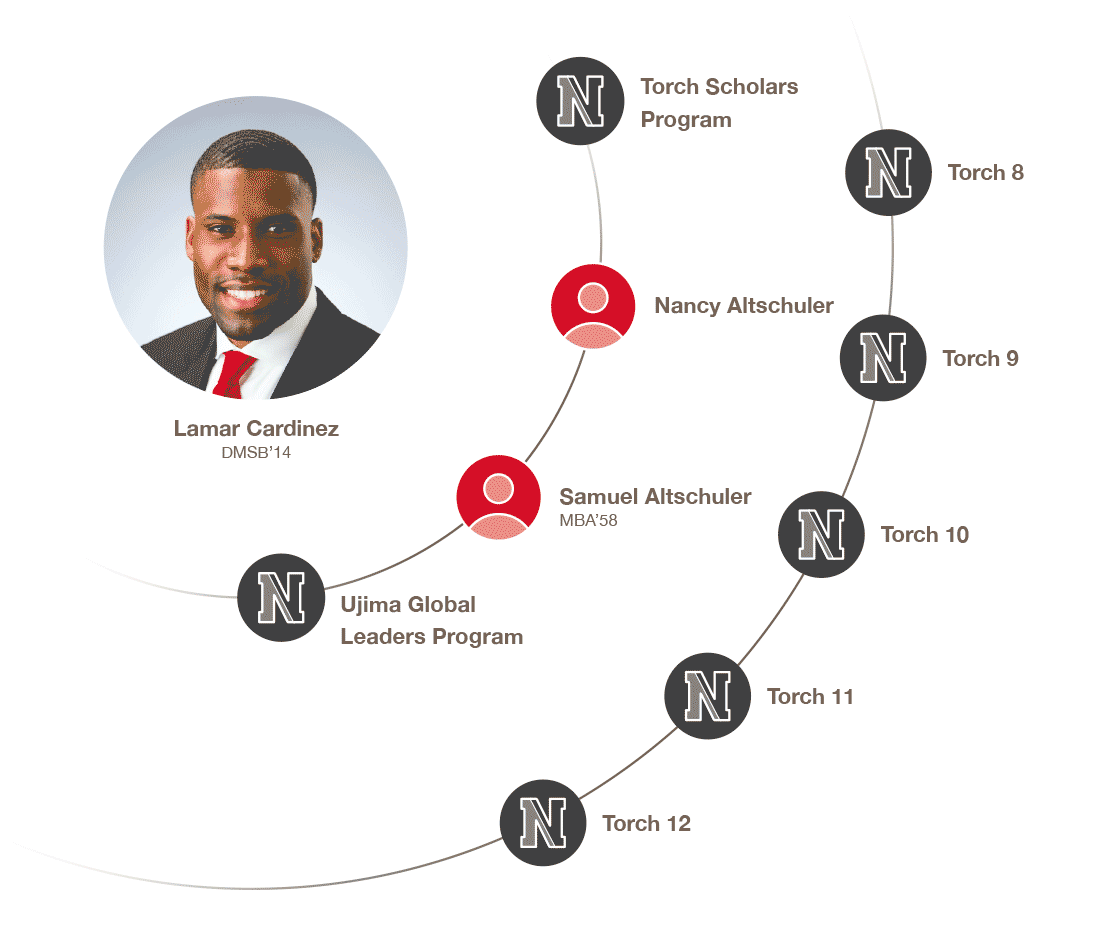 Torch Scholars
Program
Torch 8
Nancy Altschuler
Torch 9
Lamar Cardinez
DMSB’14
Samuel Altschuler
MBA’58
Torch 10
Ujima Global
Leaders Program
Torch 11
Torch 12
N
N
N
N
N
N
N